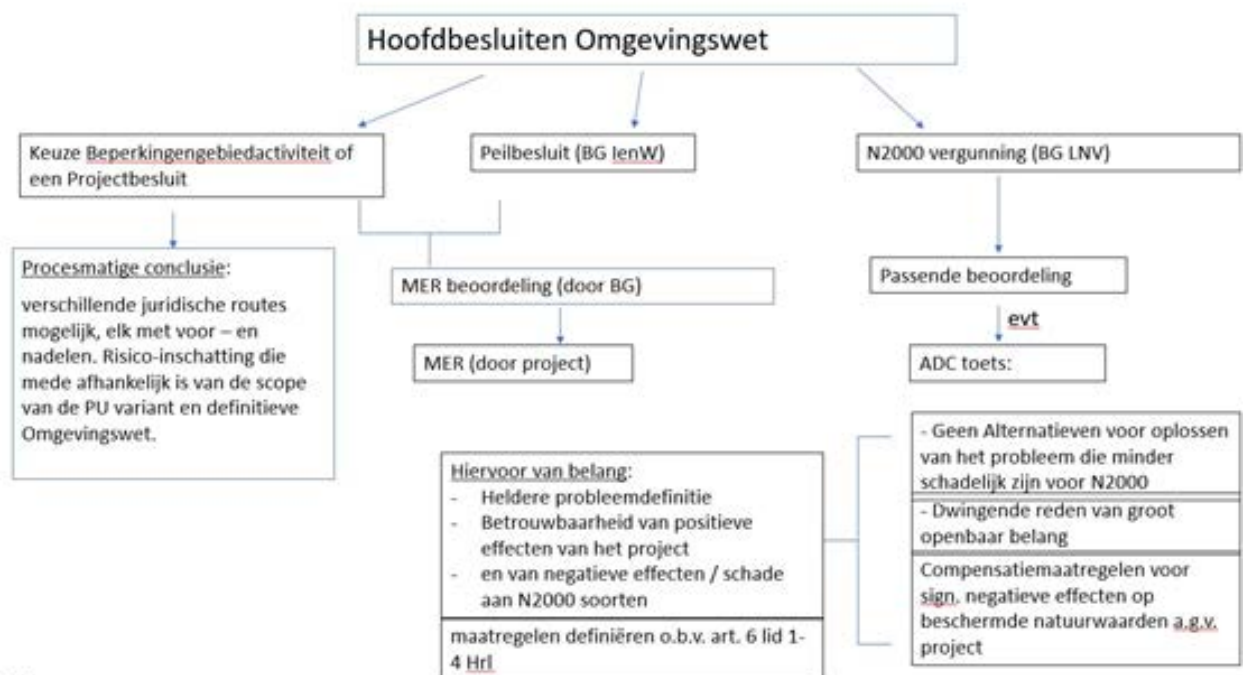 Hoofdbesluiten Omgevingswet
Keuze Beperkingengebiedactiviteit of
een Projectbesluit
Peilbesluit (BG IenW)
N2000 vergunning (BG LNV)
Procesmatige conclusie:
verschillende juridische routes
mogelijk, elk met voor – en
nadelen. Risico-inschatting die
mede afhankelijk is van de scope
van de PU variant en definitieve
Omgevingswet.
MER beoordeling (door BG)
MER (door project)
Passende beoordeling
evt
ADC toets:
Hiervoor van belang:
- Heldere probleemdefinitie
- Betrouwbaarheid van positieve
effecten van het project
- en van negatieve effecten / schade
aan N2000 soorten
maatregelen definiëren o.b.v. art. 6 lid 1-
4 Hrl
- Geen Alternatieven voor oplossen
van het probleem die minder
schadelijk zijn voor N2000
- Dwingende reden van groot
openbaar belang
Compensatiemaatregelen voor
sign. negatieve effecten op
beschermde natuurwaarden a.g.v.
project